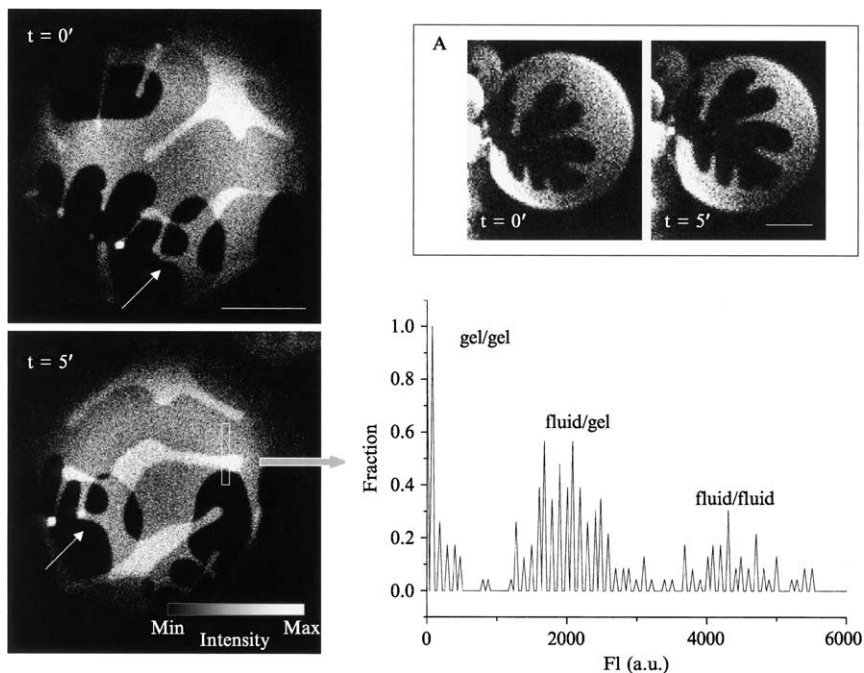 t = 0′
t = 5′
Min Max
Intensity
A
t = 0′
t = 5′
gel/gel
fluid/gel
fluid/fluid
Fraction
1.0
0.8
0.6
0.4
0.2
0.0
0 2000 4000 6000
Fl (a.u.)